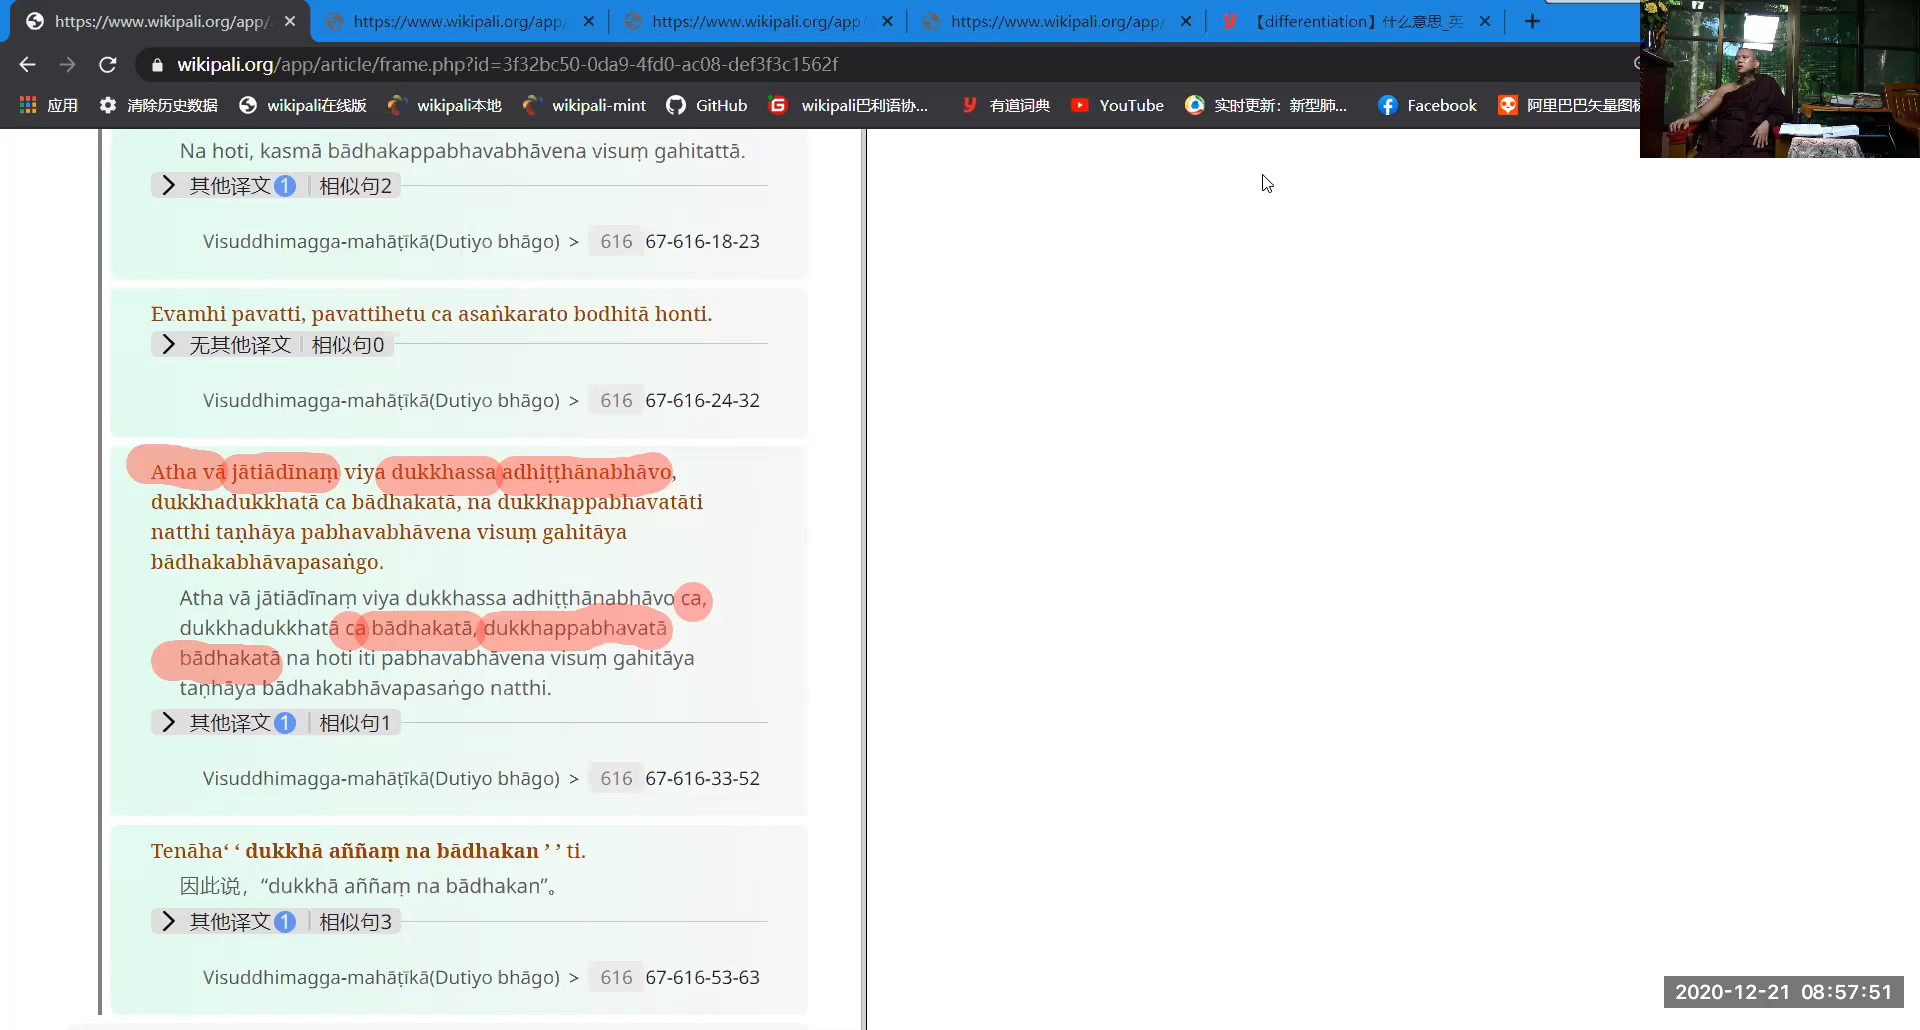 https://www.wikipali.org/app/
https://www.wikipali.org/app/
https://www.wikipali.org/app
https://www.wikipali.org/app/
【differentiation】什么意思_英
wikipali.org/app/article/frame.php?id=3f32bc50-0da9-4fd0-ac08-def3f3c1562f
应用 清除历史数据 wikipali在线版 wikipali本地 wikipali-mint GitHub wikipali巴利语协... 有道词典 YouTube 实时更新：新型肺... Facebook 阿里巴巴矢量图标
Na hoti, kasmā bādhakappabhavabhāvena visuṃ gahitattā.
其他译文 1 相似句2
Visuddhimagga-mahāṭīkā(Dutiyo bhāgo) > 616 67-616-18-23
Evamhi pavatti, pavattihetu ca asaṅkarato bodhitā honti.
无其他译文 相似句0
Visuddhimagga-mahāṭīkā(Dutiyo bhāgo) > 616 67-616-24-32
Atha vā jātiādīnaṃ viya dukkhassa adhiṭṭhānabhāvo,
dukkhadukkhatā ca bādhakatā, na dukkhappabhavatāti
natthi taṇhāya pabhavabhāvena visuṃ gahitāya
bādhakabhāvapasaṅgo.
Atha vā jātiādīnaṃ viya dukkhassa adhiṭṭhānabhāvo ca,
dukkhadukkhatā ca bādhakatā, dukkhappabhavatā
bādhakatā na hoti iti pabhavabhāvena visuṃ gahitāya
taṇhāya bādhakabhāvapasaṅgo natthi.
其他译文 1 相似句1
Visuddhimagga-mahāṭīkā(Dutiyo bhāgo) > 616 67-616-33-52
Tenāha‘ ‘ dukkhā aññaṃ na bādhakan ’ ’ ti.
因此说，“dukkhā aññaṃ na bādhakan”。
其他译文 1 相似句3
Visuddhimagga-mahāṭīkā(Dutiyo bhāgo) > 616 67-616-53-63
2020-12-21 08:57:51